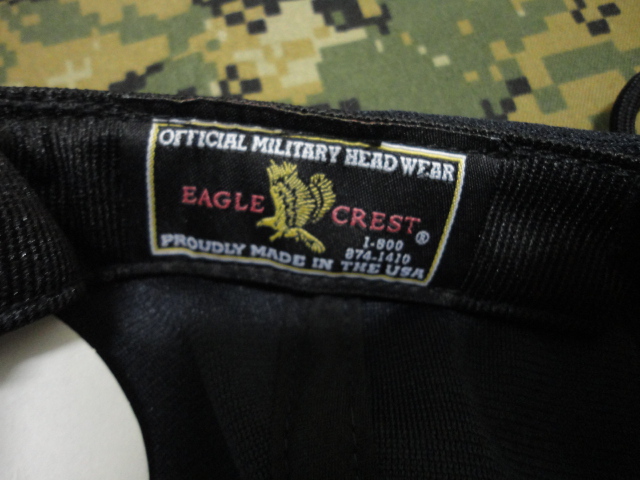 OFFICIAL MILITARY HEAD WEAR
EAGLE CREST ®
1-800
874-1410
PROUDLY MADE IN THE USA